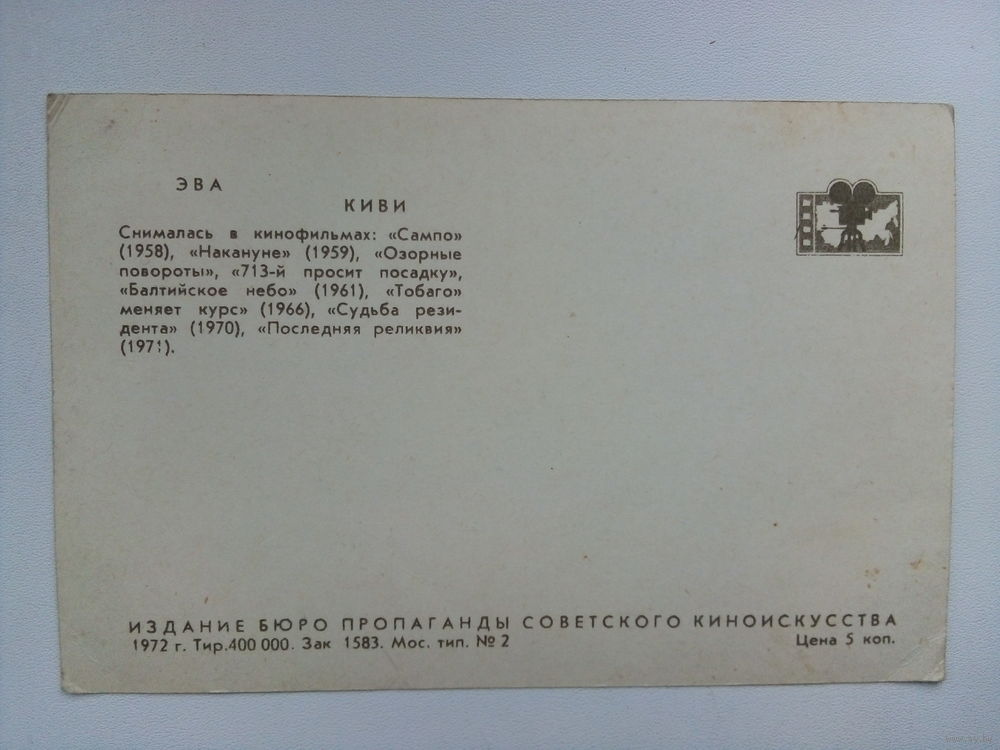 ЭВА
КИВИ
Снималась в кинофильмах: «Сампо»
(1958), «Накануне» (1959), «Озорные
повороты», «713-й просит посадку»,
«Балтийское небо» (1961), «Тобаго»
меняет курс» (1966), «Судьба рези-
дента» (1970), «Последняя реликвия»
(1971).
ИЗДАНИЕ БЮРО ПРОПАГАНДЫ СОВЕТСКОГО КИНОИСКУССТВА
1972 г. Тир.400 000. Зак 1583. Мос. тип. № 2 Цена 5 коп.